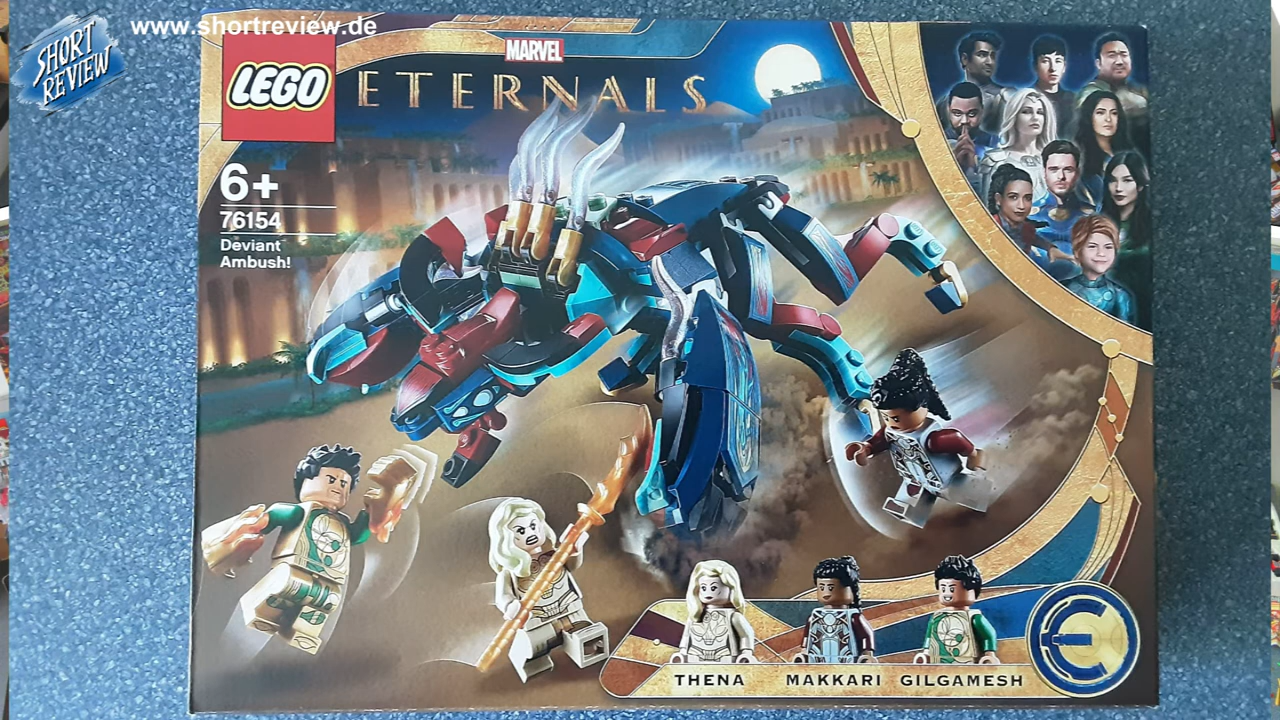 www.shortreview.de
SHORT
REVIEW
LEGO
MARVEL
ETERNALS
6+
76154
Deviant
Ambush!
THENA MAKKARI GILGAMESH